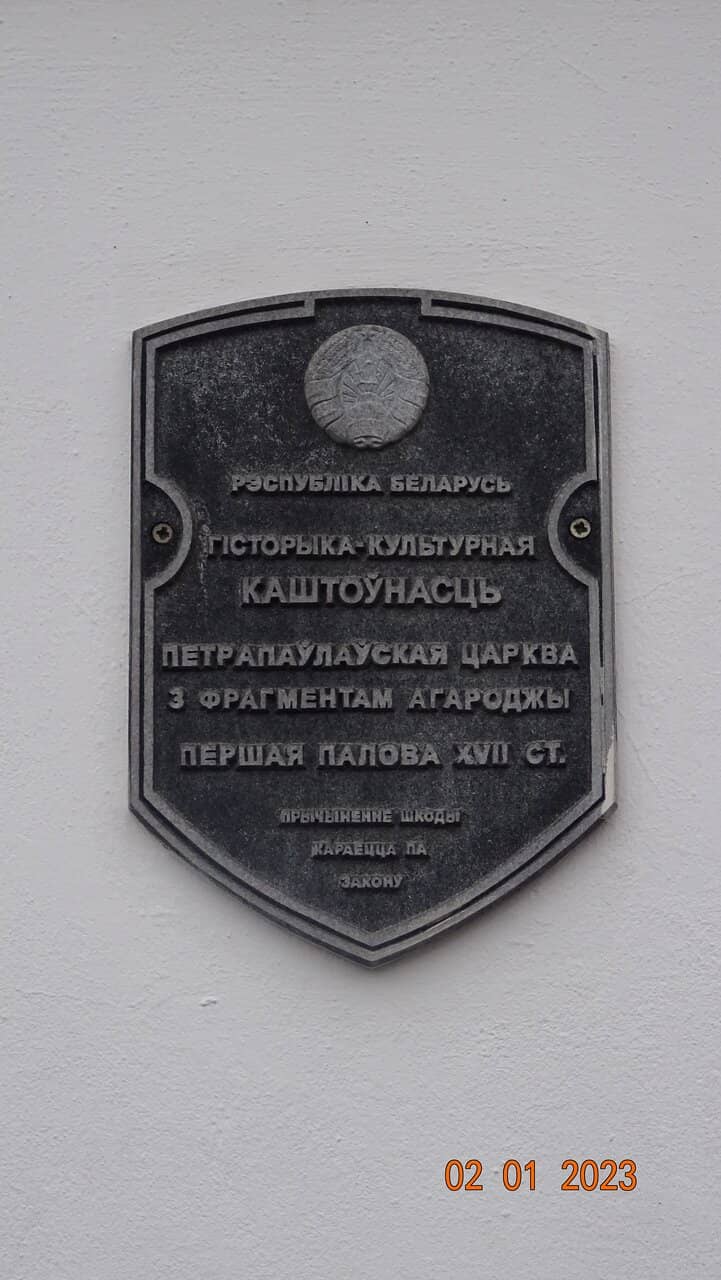 РЭСПУБЛІКА БЕЛАРУСЬ
ГІСТОРЫКА-КУЛЬТУРНАЯ
КАШТОЎНАСЦЬ
ПЕТРАПАЎЛАЎСКАЯ ЦАРКВА
З ФРАГМЕНТАМ АГАРОДЖЫ
ПЕРШАЯ ПАЛОВА XVII СТ.
ПРЫЧЫНЕННЕ ШКОДЫ
КАРАЕЦЦА ПА
ЗАКОНУ
02 01 2023